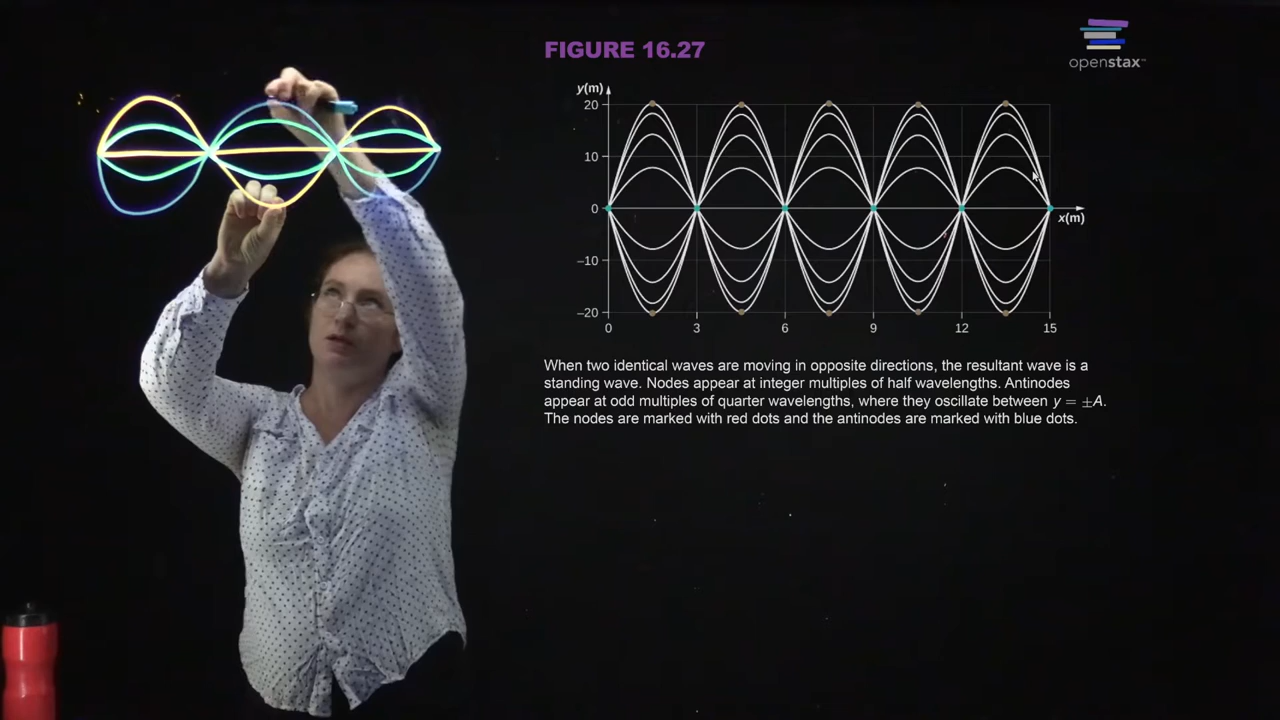 FIGURE 16.27
openstax™
y(m)
20
10
0
–10
–20
x(m)
0 3 6 9 12 15
When two identical waves are moving in opposite directions, the resultant wave is a
standing wave. Nodes appear at integer multiples of half wavelengths. Antinodes
appear at odd multiples of quarter wavelengths, where they oscillate between y = ±A.
The nodes are marked with red dots and the antinodes are marked with blue dots.